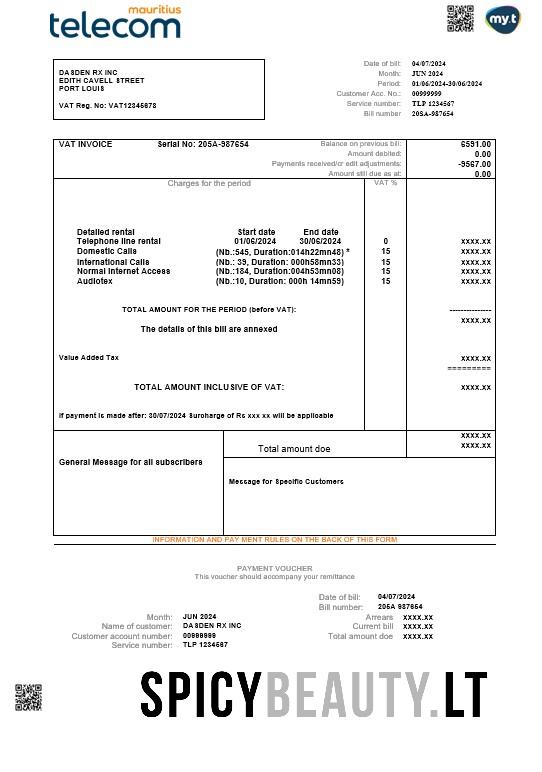 mauritius
telecom
my.t
Date of bill: 04/07/2024
Month: JUN 2024
Period: 01/06/2024-30/06/2024
Customer Acc. No.: 00999999
Service number: TLP 1234567
Bill number 20SA-987654
DASDEN RX INC
EDITH CAVELL STREET
PORT LOUIS
VAT Reg. No: VAT12345678
VAT INVOICE Serial No: 20SA-987654
Balance on previous bill: 6591.00
Amount debited: 0.00
Payments received/or edit adjustments: -9567.00
Amount still due as at: 0.00
Charges for the period VAT %
Detailed rental Start date End date
Telephone line rental 01/06/2024 30/06/2024 0 xxxx.xx
Domestic Calls (Nb.:545, Duration:014h22mn48) * 15 xxxx.xx
International Calls (Nb.: 39, Duration: 000h58mn33) 15 xxxx.xx
Normal Internet Access (Nb.:184, Duration:004h53mn08) 15 xxxx.xx
Audiotex (Nb.:10, Duration: 000h 14mn59) 15 xxxx.xx
TOTAL AMOUNT FOR THE PERIOD (before VAT): ---------------
xxxx.xx
The details of this bill are annexed
Value Added Tax xxxx.xx
=========
TOTAL AMOUNT INCLUSIVE OF VAT: xxxx.xx
If payment is made after: 30/07/2024 Suroharge of Rs xxx xx will be applioable
xxxx.xx
Total amount doe xxxx.xx
General Message for all subscribers
Message for Specific Customers
INFORMATION AND PAY MENT RULES ON THE BACK OF THIS FORM
PAYMENT VOUCHER
This voucher should accompany your remittance
Date of bill: 04/07/2024
Bill number: 205A 987654
Month: JUN 2024 Arrears xxxx.xx
Name of customer: DASDEN RX INC Current bill xxxx.xx
Customer account number: 00999999 Total amount doe xxxx.xx
Service number: TLP 1234567
SPICYBEAUTY.LT